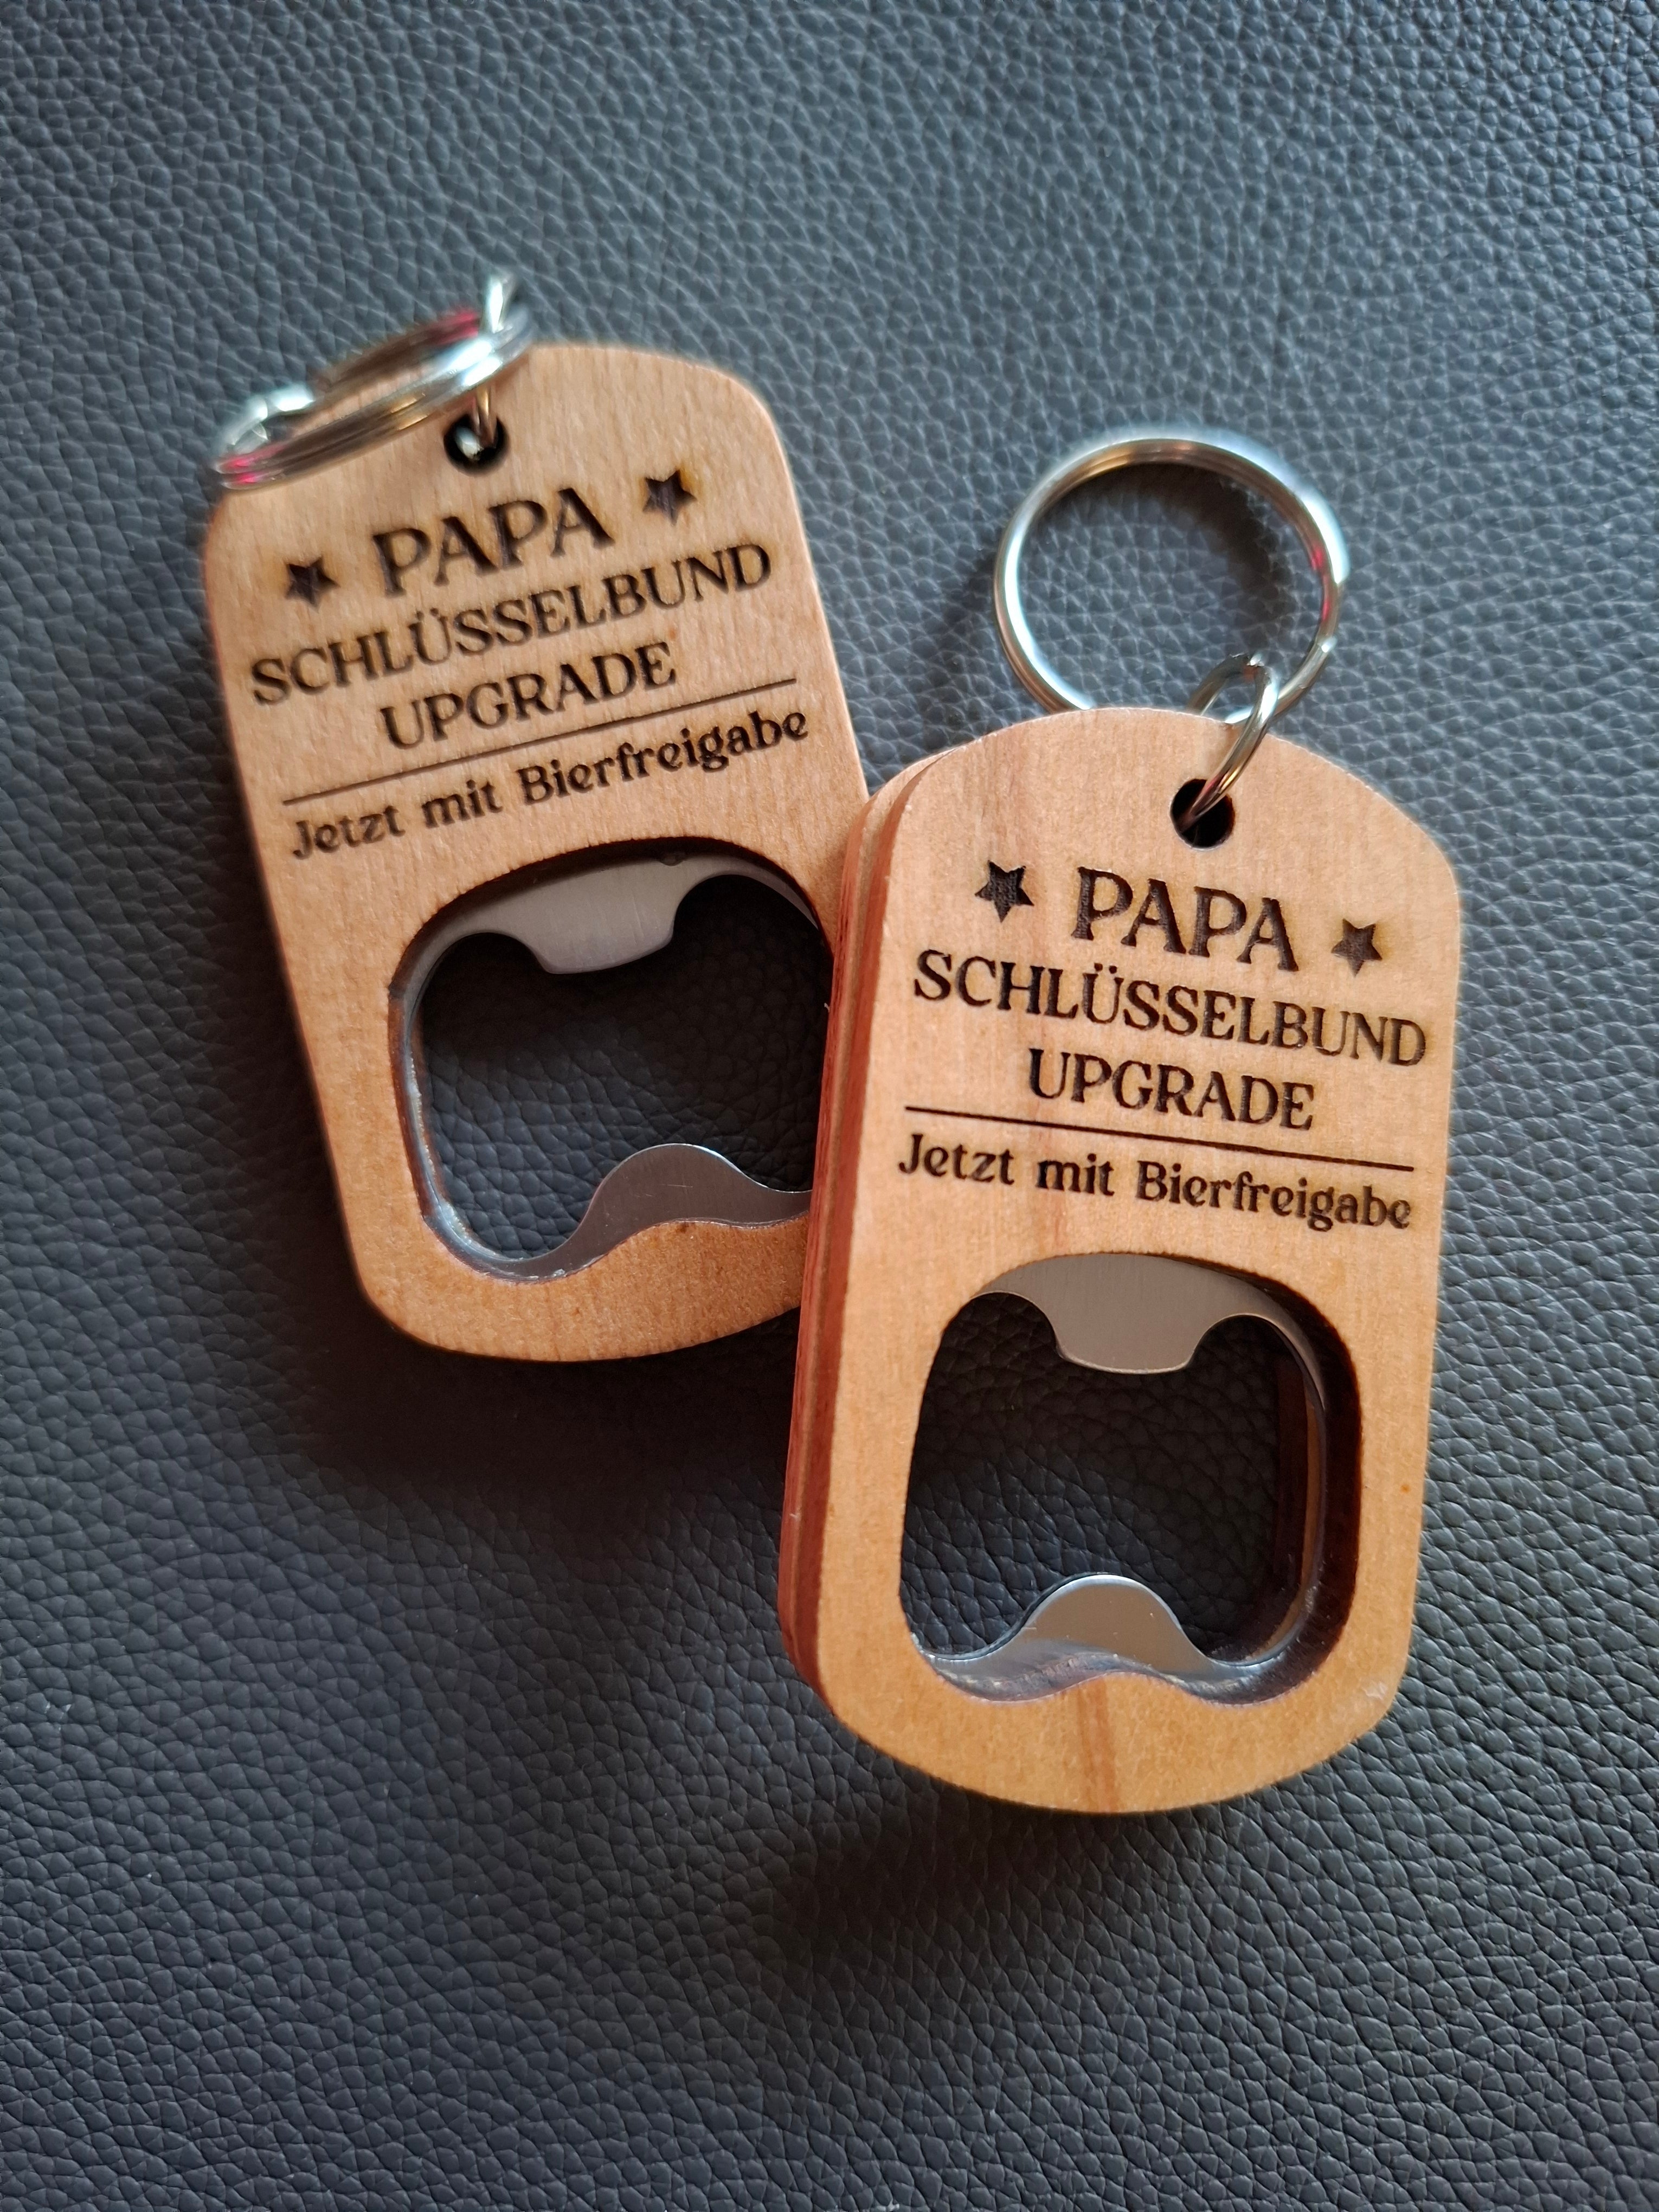 PAPA
SCHLÜSSELBUND
UPGRADE
Jetzt mit Bierfreigabe
PAPA
SCHLÜSSELBUND
UPGRADE
Jetzt mit Bierfreigabe